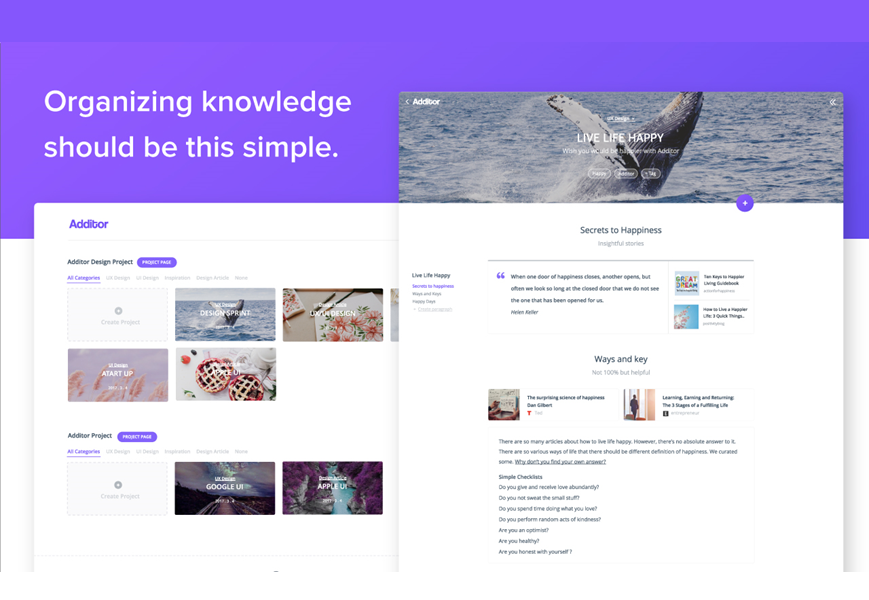 Organizing knowledge
should be this simple.
Additor
Additor Design Project PROJECT PAGE
All Categories UX Design UI Design Inspiration Design Article None
Create Project
UX Design
DESIGN SPRINT
UX/UI DESIGN
UI Design
ATART UP
2017. 3. 4
APPLE UI
Additor Project PROJECT PAGE
All Categories UX Design UI Design Inspiration Design Article None
Create Project
UX Design
GOOGLE UI
2017. 3. 4
Design Article
APPLE UI
Additor
UX Design
LIVE LIFE HAPPY
Wish you would be happier with Additor
Happy Additor + TAG
Live Life Happy
Secrets to happiness
Ways and Keys
Happy Days
+ Create paragraph
Secrets to Happiness
Insightful stories
When one door of happiness closes, another opens, but
often we look so long at the closed door that we do not see
the one that has been opened for us.
Helen Keller
GREAT
DREAM
Ten Keys to Happier
Living Guidebook
How to Live a Happier
Life: 3 Quick Things..
Ways and key
Not 100% but helpful
The surprising science of happiness
Dan Gilbert
Ted
Learning, Earning and Returning:
The 3 Stages of a Fulfilling Life
entrepreneur
There are so many articles about how to live life happy. However, there's no absolute answer to it.
There are so various ways of life that there should be different definition of happiness. We curated
some. Why don't you find your own answer?
Simple Checklists
Do you give and receive love abundantly?
Do you not sweat the small stuff?
Do you spend time doing what you love?
Do you perform random acts of kindness?
Are you an optimist?
Are you healthy?
Are you honest with yourself ?